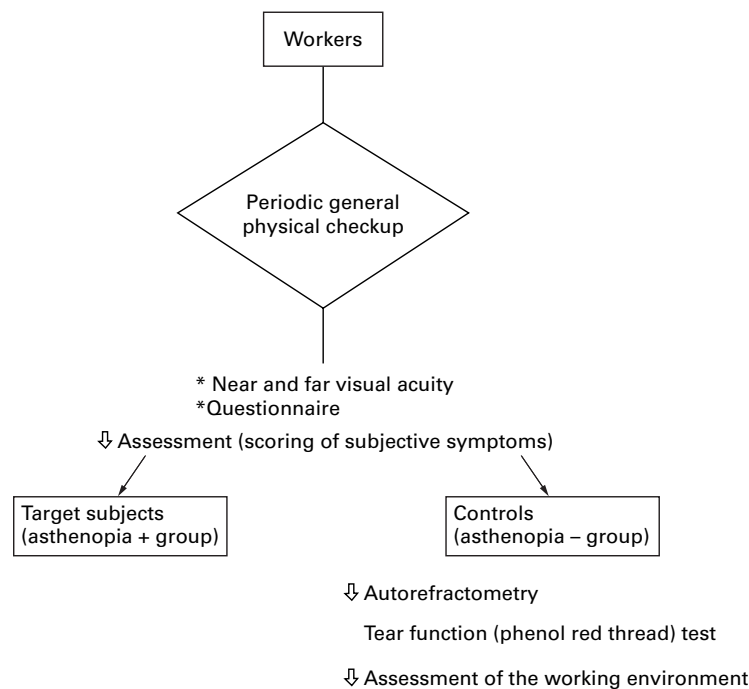 Workers
Periodic general
physical checkup
* Near and far visual acuity
*Questionnaire
⇩ Assessment (scoring of subjective symptoms)
Target subjects
(asthenopia + group)
Controls
(asthenopia – group)
⇩ Autorefractometry
Tear function (phenol red thread) test
⇩ Assessment of the working environment